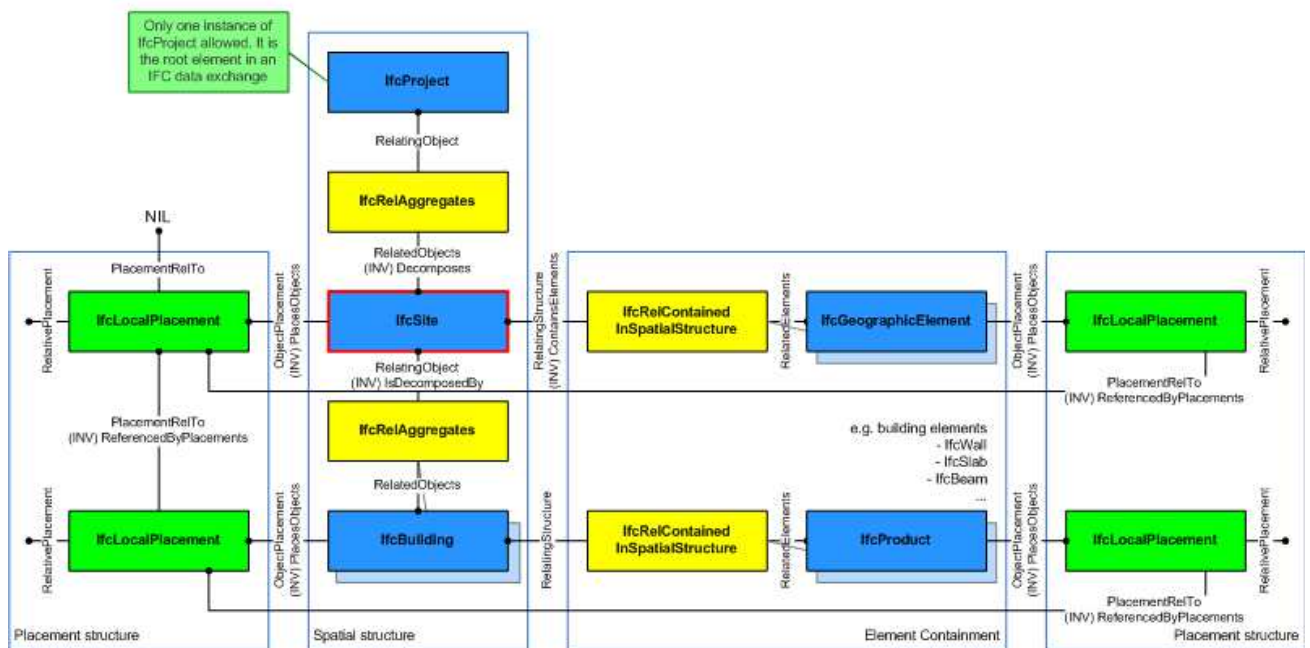 Only one instance of
IfcProject allowed. It is
the root element in an
IFC data exchange
IfcProject
RelatingObject
IfcRelAggregates
NIL
RelatedObjects
(INV) Decomposes
PlacementRelTo
RelativePlacement
IfcLocalPlacement
ObjectPlacement
(INV) PlacesObjects
IfcSite
RelatingStructure
(INV) ContainsElements
IfcRelContained
InSpatialStructure
RelatedElements
IfcGeographicElement
ObjectPlacement
(INV) PlacesObjects
IfcLocalPlacement
RelativePlacement
RelatingObject
(INV) IsDecomposedBy
PlacementRelTo
(INV) ReferencedByPlacements
PlacementRelTo
(INV) ReferencedByPlacements
IfcRelAggregates
e.g. building elements
- IfcWall
- IfcSlab
- IfcBeam
...
RelatedObjects
RelativePlacement
IfcLocalPlacement
ObjectPlacement
(INV) PlacesObjects
IfcBuilding
RelatingStructure
IfcRelContained
InSpatialStructure
RelatedElements
IfcProduct
ObjectPlacement
(INV) PlacesObjects
IfcLocalPlacement
RelativePlacement
PlacementRelTo
(INV) ReferencedByPlacements
Placement structure
Spatial structure
Element Containment
Placement structure